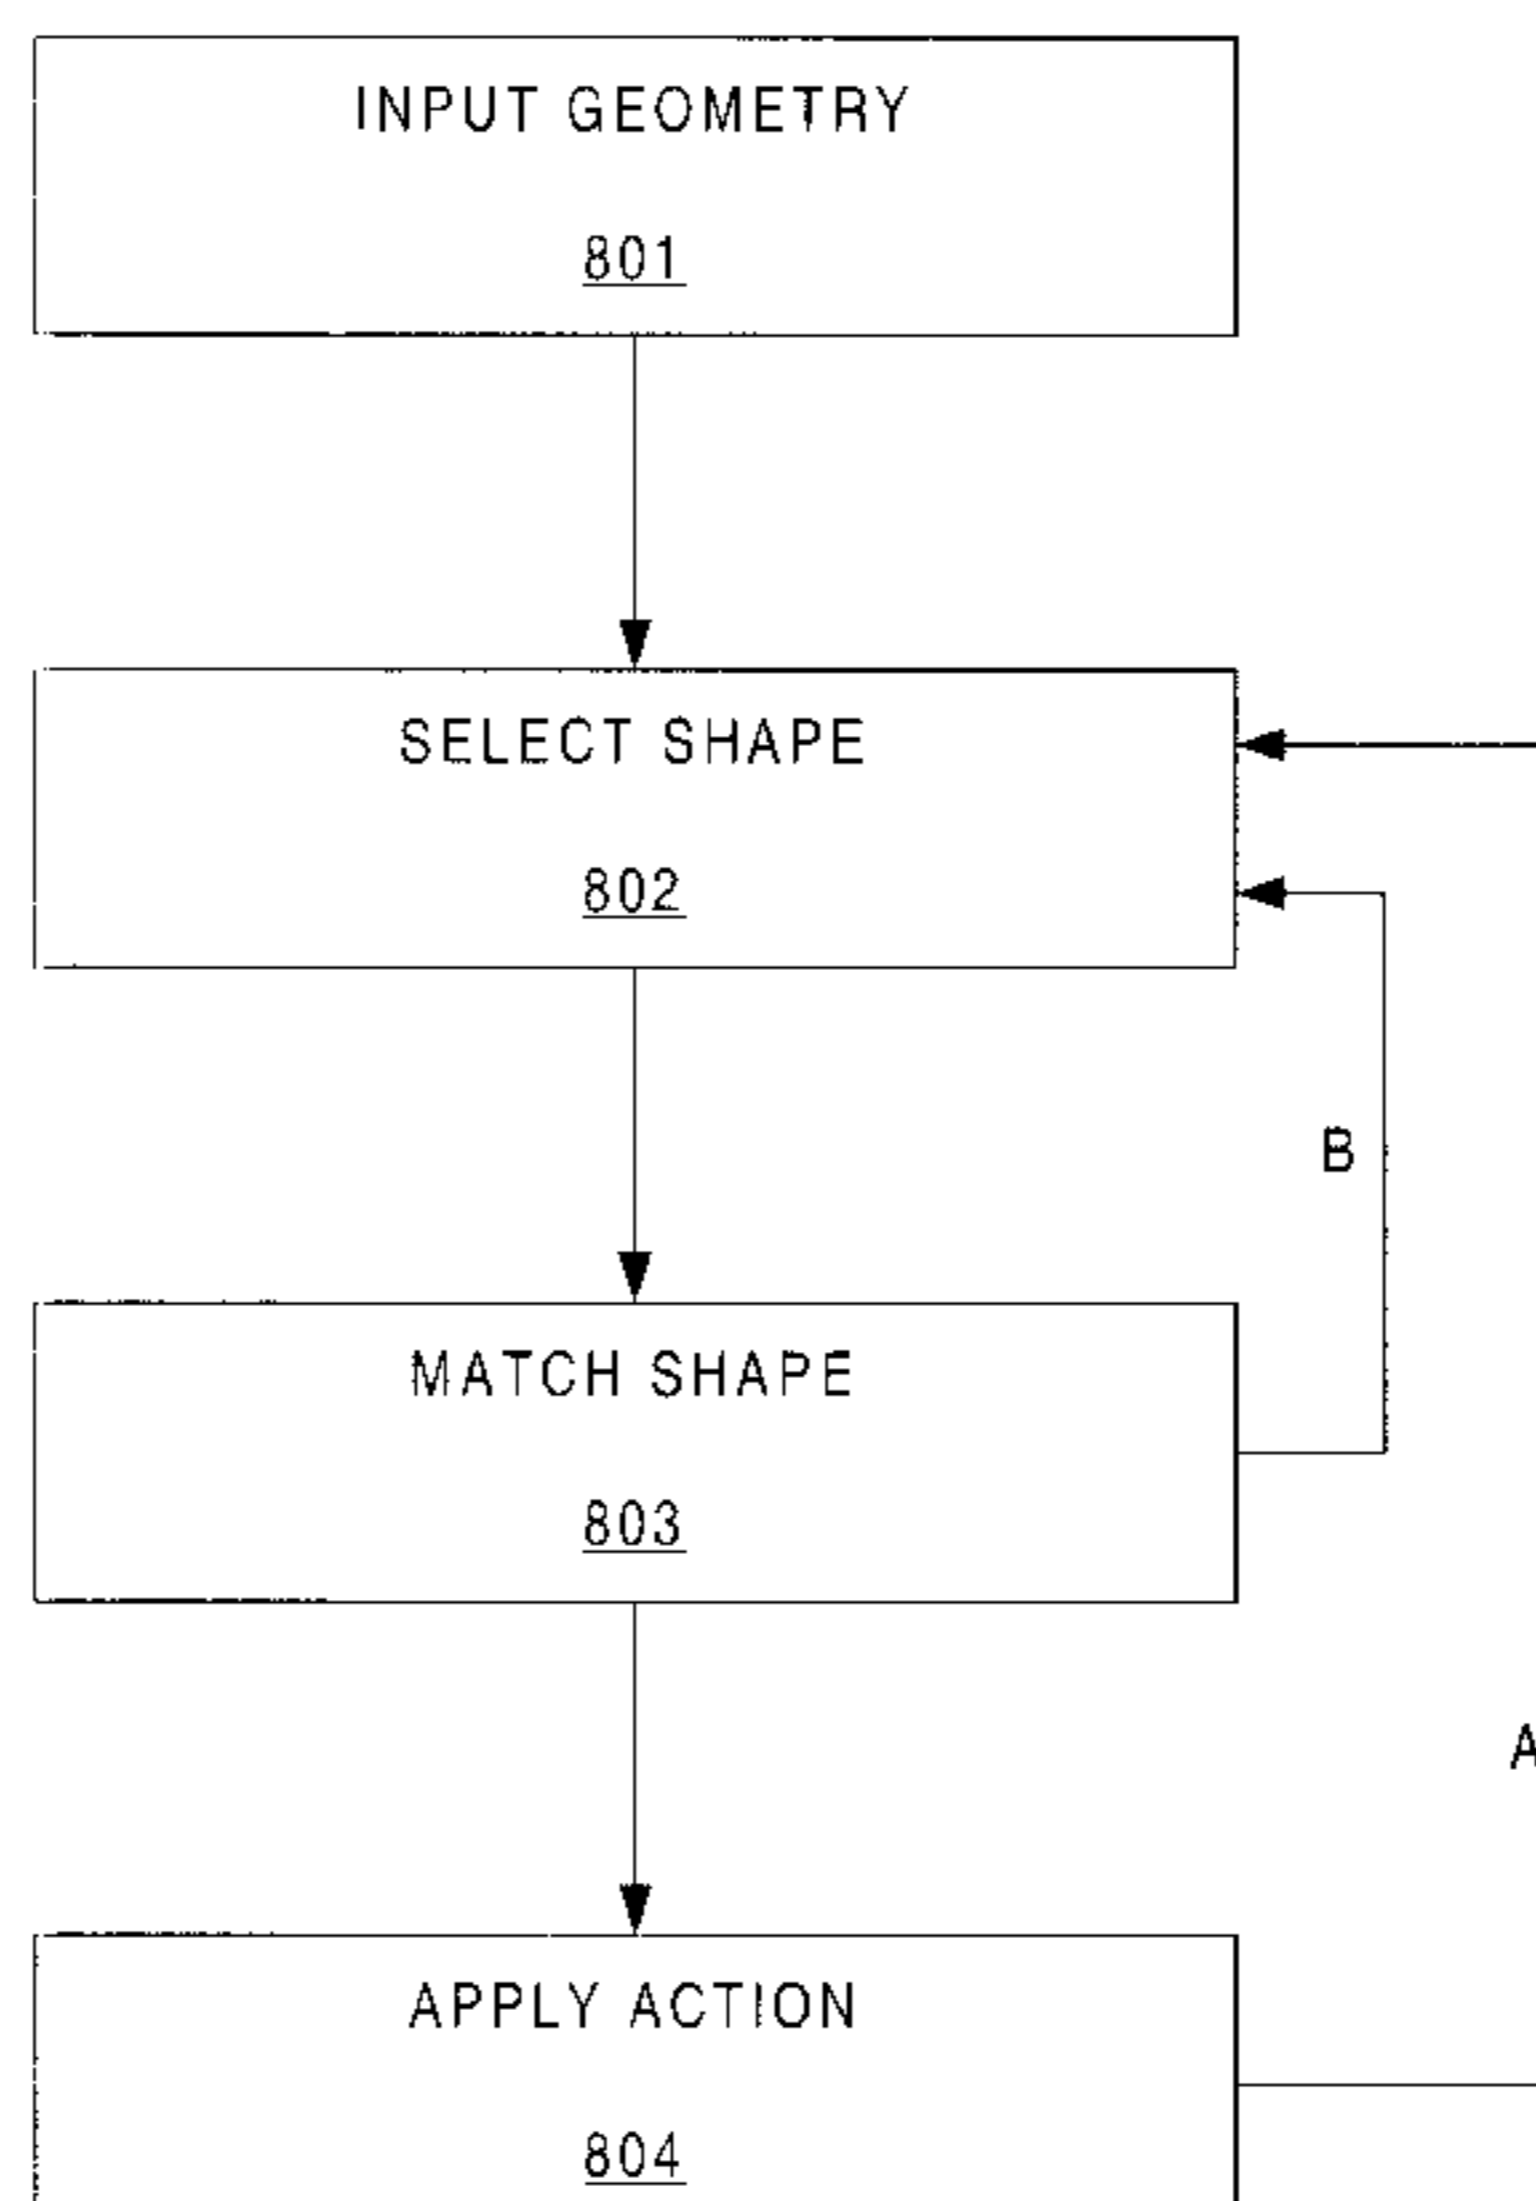 INPUT GEOMETRY
801
SELECT SHAPE
802
B
MATCH SHAPE
803
A
APPLY ACTION
804